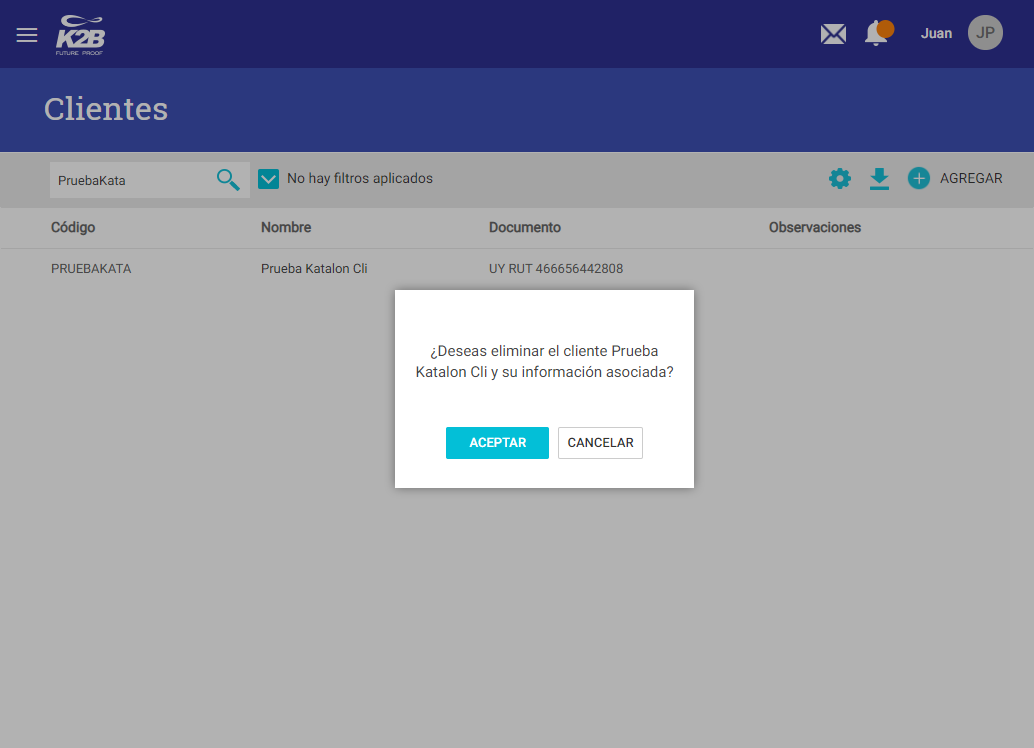 K2B
FUTURE PROOF
Juan
JP
Clientes
PruebaKata
No hay filtros aplicados
AGREGAR
Código Nombre Documento Observaciones
PRUEBAKATA Prueba Katalon Cli UY RUT 466656442808
¿Deseas eliminar el cliente Prueba
Katalon Cli y su información asociada?
ACEPTAR CANCELAR